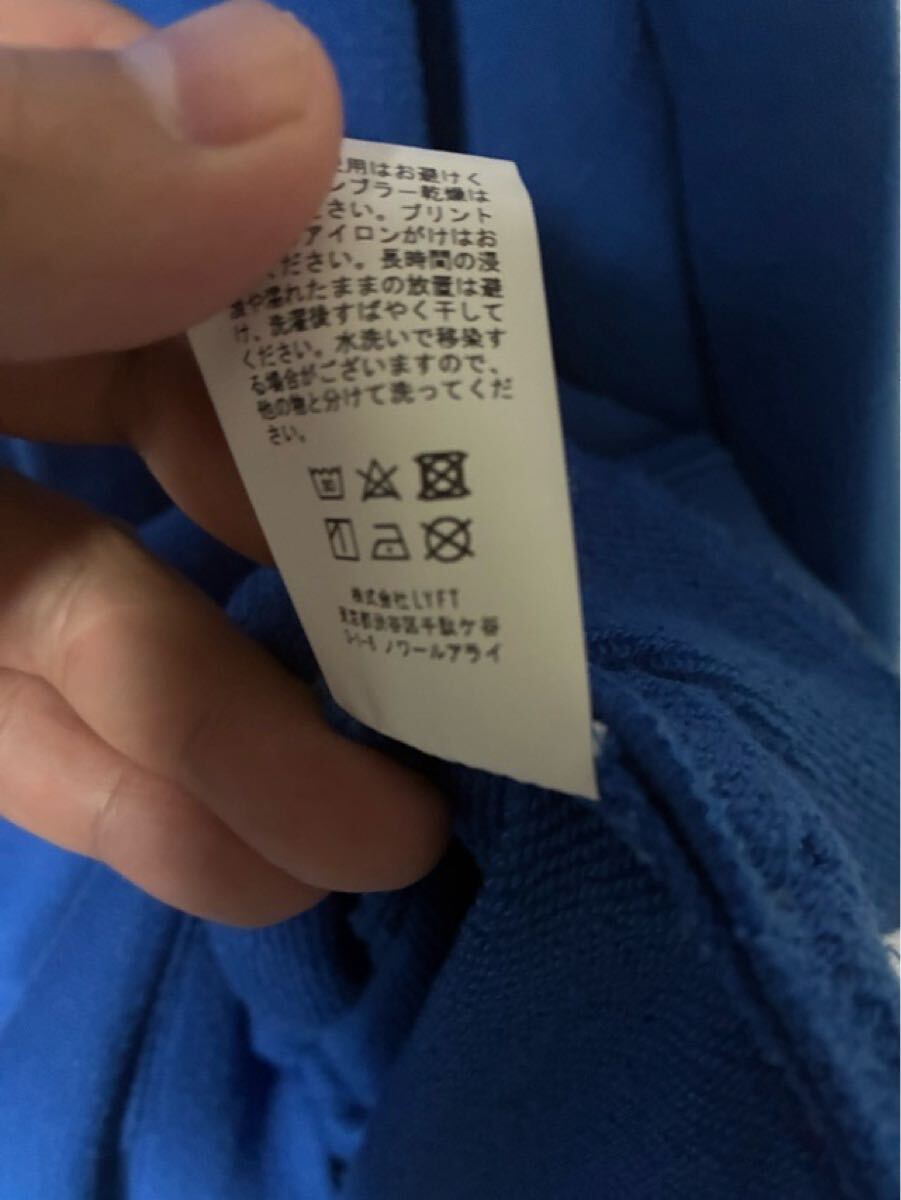 用はお避けく
ンブラー乾燥は
ださい。プリント
アイロンがけはお
ください。長時間の浸
漬や濡れたままの放置は避
け、洗濯後すばやく干して
ください。水洗いで移染す
る場合がございますので、
他の物と分けて洗ってくだ
さい。
株式会社LYFT
東京都渋谷区千駄ケ谷
3-1-6 ノワールアライ